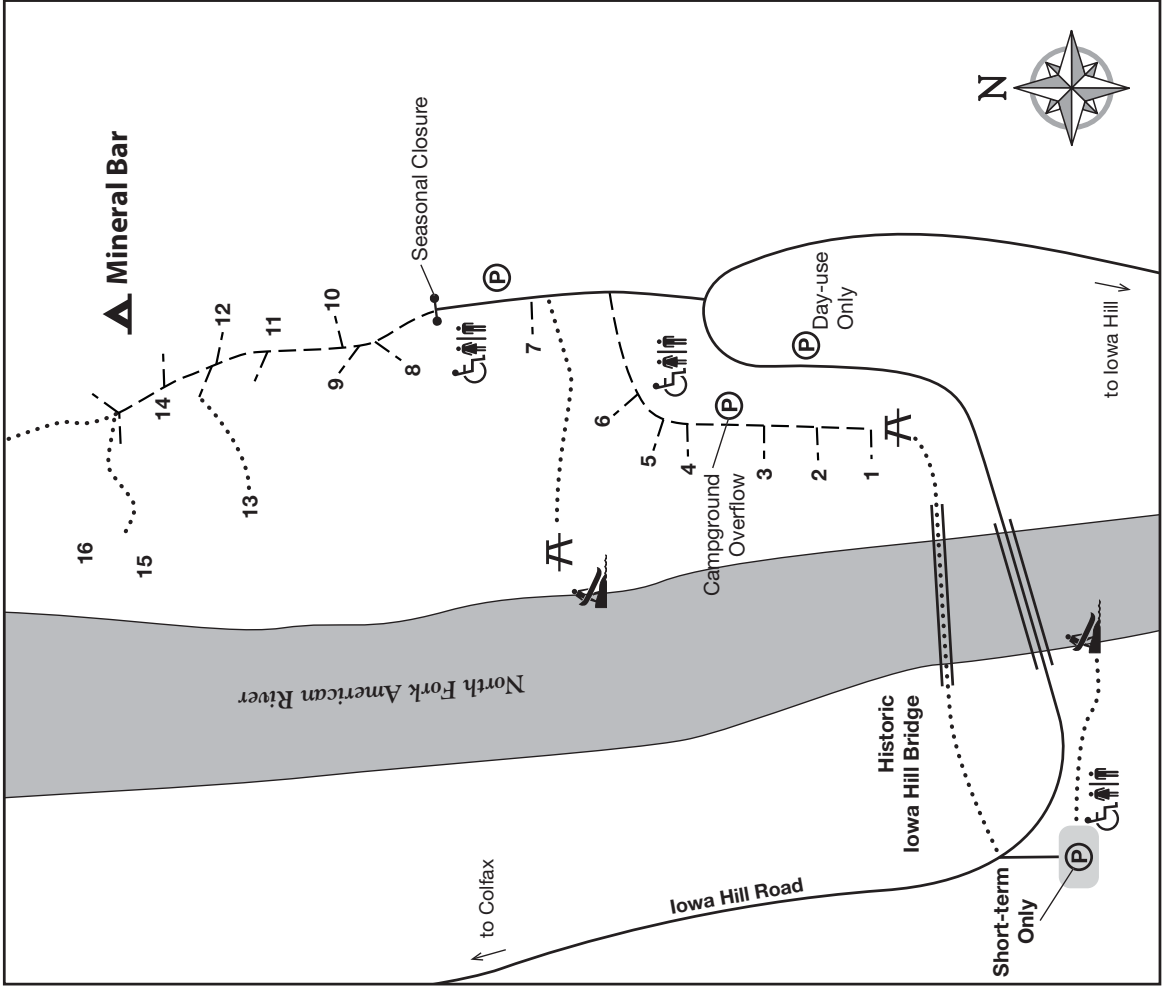 Mineral Bar
N
Seasonal Closure
P
12
11
10
9
8
7
14
13
16
15
6
5
4
3
2
1
Campground
Overflow
P
P
Day-use
Only
to Iowa Hill
North Fork American River
Historic
Iowa Hill Bridge
to Colfax
Iowa Hill Road
Short-term
Only
P